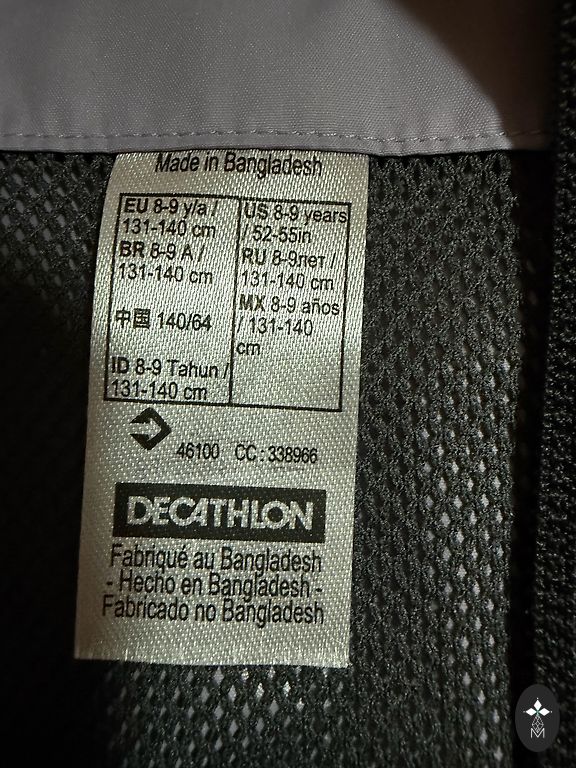 Made in Bangladesh
EU 8-9 y/a /
131-140 cm
BR 8-9 A /
131-140 cm
中国 140/64
ID 8-9 Tahun /
131-140 cm
US 8-9 years
/ 52-55in
RU 8-9лет /
131-140 cm
MX 8-9 años
/ 131-140
cm
46100 CC : 338966
DECATHLON
Fabriqué au Bangladesh
- Hecho en Bangladesh -
Fabricado no Bangladesh
M